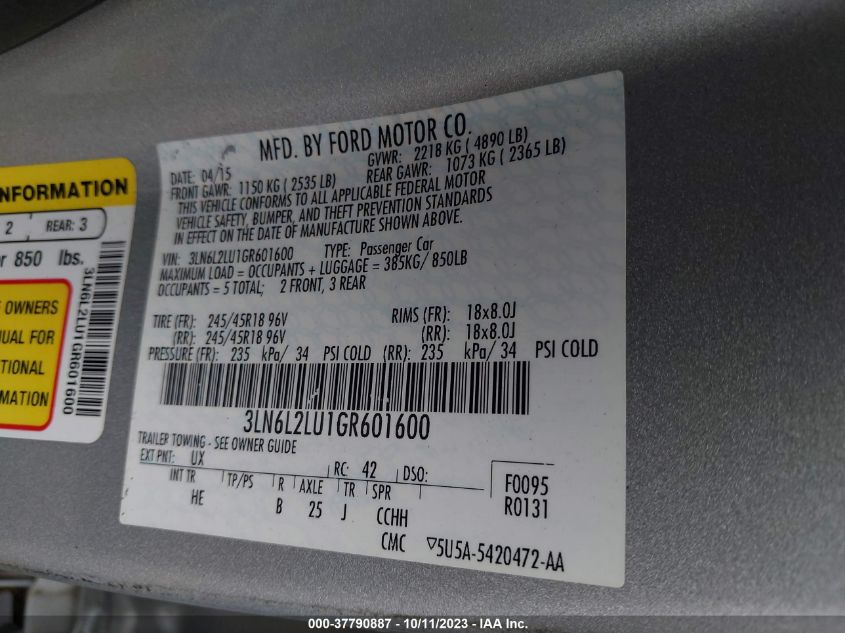 MFD. BY FORD MOTOR CO.
DATE: 04/15 GVWR: 2218 KG ( 4890 LB)
FRONT GAWR: 1150 KG ( 2535 LB) REAR GAWR: 1073 KG ( 2365 LB)
THIS VEHICLE CONFORMS TO ALL APPLICABLE FEDERAL MOTOR
VEHICLE SAFETY, BUMPER, AND THEFT PREVENTION STANDARDS
IN EFFECT ON THE DATE OF MANUFACTURE SHOWN ABOVE.
VIN: 3LN6L2LU1GR601600 TYPE: Passenger Car
MAXIMUM LOAD = OCCUPANTS + LUGGAGE = 385KG/ 850LB
OCCUPANTS = 5 TOTAL; 2 FRONT, 3 REAR
TIRE (FR): 245/45R18 96V RIMS (FR): 18x8.0J
(RR): 245/45R18 96V (RR): 18x8.0J
PRESSURE (FR): 235 kPa/ 34 PSI COLD (RR): 235 kPa/ 34 PSI COLD
3LN6L2LU1GR601600
TRAILER TOWING - SEE OWNER GUIDE
EXT PNT: UX RC: 42 DSO:
INT TR TP/PS R AXLE TR SPR
HE B 25 J CCHH
F0095
R0131
CMC ▽5U5A-5420472-AA
NFORMATION
2 REAR: 3
r 850 lbs.
OWNERS
UAL FOR
TIONAL
MATION
3LN6L2LU1GR601600
000-37790887 - 10/11/2023 - IAA Inc.